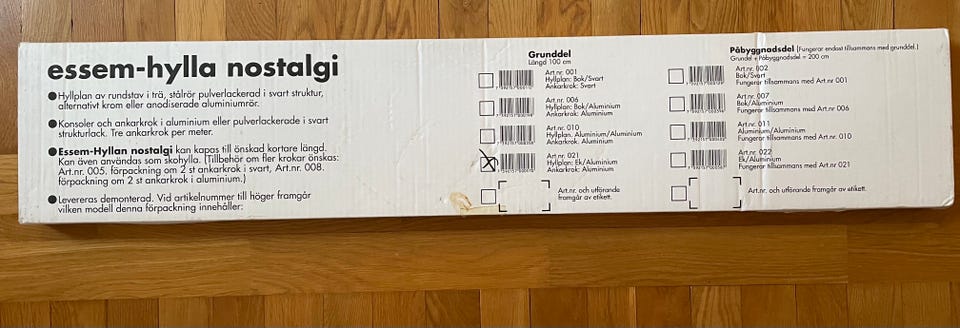 essem-hylla nostalgi
●Hyllplan av rundstav i trä, stålrör pulverlackerad i svart struktur,
alternativt krom eller anodiserade aluminiumrör.
●Konsoler och ankarkrok i aluminium eller pulverlackerade i svart
strukturlack. Tre ankarkrok per meter.
●Essem-Hyllan nostalgi kan kapas till önskad kortare längd.
Kan även användas som skohylla. (Tillbehör om fler krokar önskas:
Art.nr. 005. förpackning om 2 st ankarkrok i svart, Art.nr. 008.
förpackning om 2 st ankarkrok i aluminium.)
●Levereras demonterad. Vid artikelnummer till höger framgår
vilken modell denna förpackning innehåller:
Grunddel
Längd 100 cm
Art.nr. 001
Hyllplan: Bok/Svart
Ankarkrok: Svart
Art.nr. 006
Hyllplan: Bok/Aluminium
Ankarkrok: Aluminium
Art.nr. 010
Hyllplan. Aluminium/Aluminium
Ankarkrok: Aluminium
Art.nr. 021
Hyllplan: Ek/Aluminium
Ankarkrok: Aluminium
Art.nr. och utförande
framgår av etikett.
Påbyggnadsdel (Fungerar endast tillsammans med grunddel.)
Grunddel + Påbyggnadsdel = 200 cm
Art.nr. 002
Bok/Svart
Fungerar tillsammans med Art.nr 001
Art.nr. 007
Bok/Aluminium
Fungerar tillsammans med Art.nr. 006
Art.nr. 011
Aluminium/Aluminium
Fungerar tillsammans med Art.nr. 010
Art.nr. 022
Ek/Aluminium
Fungerar tillsammans med Art.nr 021
Art.nr. och utförande
framgår av etikett.